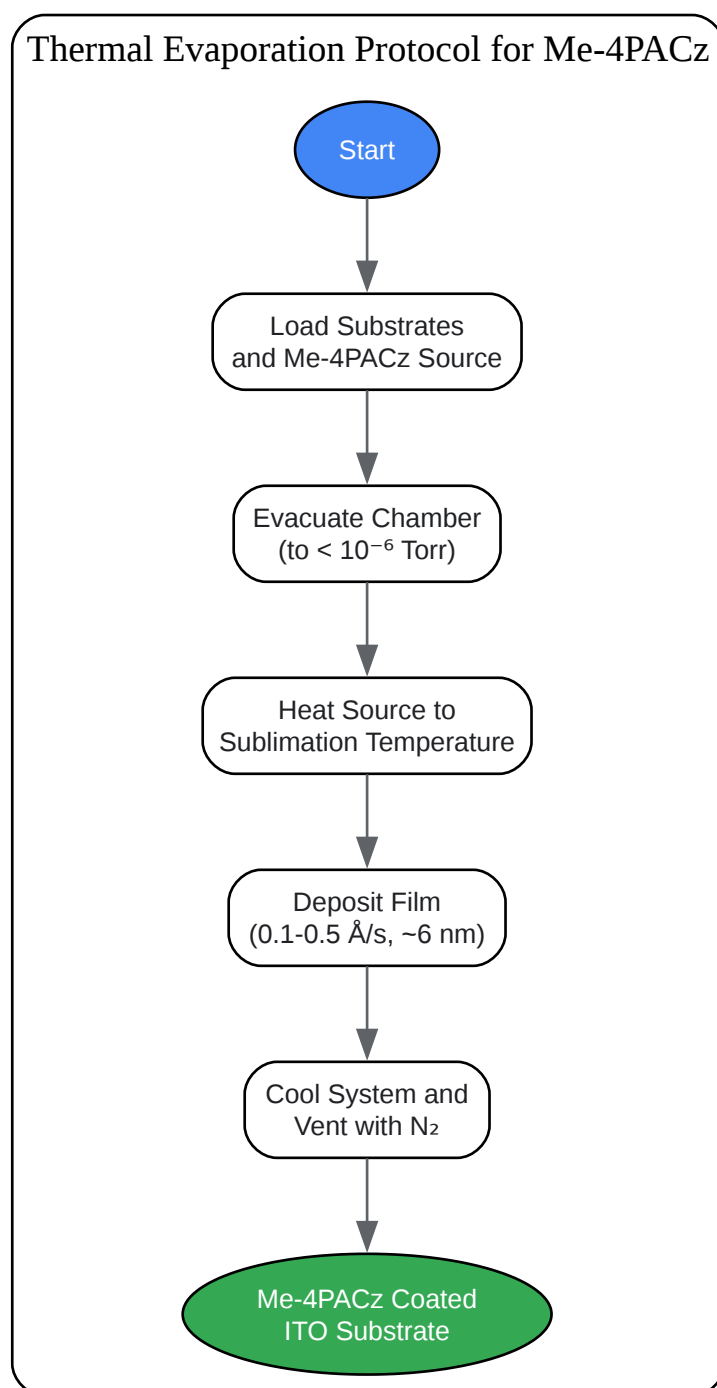 Thermal Evaporation Protocol for Me-4PACz
Start
Load Substrates
and Me-4PACz Source
Evacuate Chamber
(to < 10⁻⁶ Torr)
Heat Source to
Sublimation Temperature
Deposit Film
(0.1-0.5 Å/s, ~6 nm)
Cool System and
Vent with N₂
Me-4PACz Coated
ITO Substrate